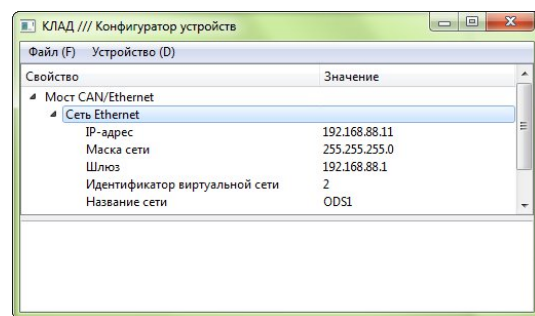 КЛАД /// Конфигуратор устройств
Файл (F) Устройство (D)
Свойство Значение
Мост CAN/Ethernet
Сеть Ethernet
IP-адрес 192.168.88.11
Маска сети 255.255.255.0
Шлюз 192.168.88.1
Идентификатор виртуальной сети 2
Название сети ODS1